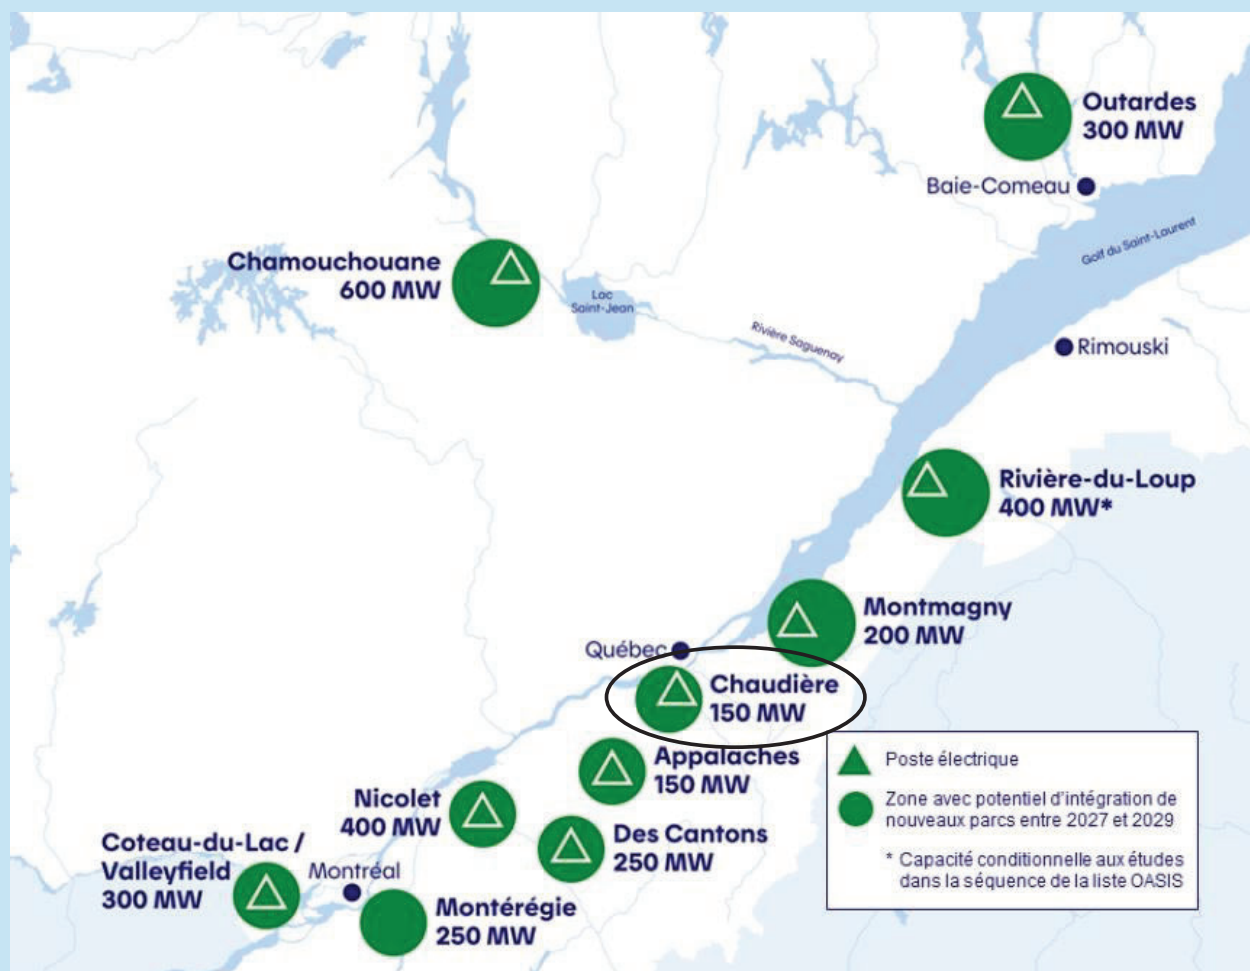 Outardes
300 MW
Baie-Comeau
Golf du Saint-Laurent
Chamouchouane
600 MW
Lac
Saint-Jean
Rivière Saguenay
Rimouski
Rivière-du-Loup
400 MW*
Montmagny
200 MW
Québec
Chaudière
150 MW
Appalaches
150 MW
Nicolet
400 MW
Des Cantons
250 MW
Coteau-du-Lac /
Valleyfield
300 MW
Montréal
Montérégie
250 MW
Poste électrique
Zone avec potentiel d'intégration de
nouveaux parcs entre 2027 et 2029
* Capacité conditionnelle aux études
dans la séquence de la liste OASIS